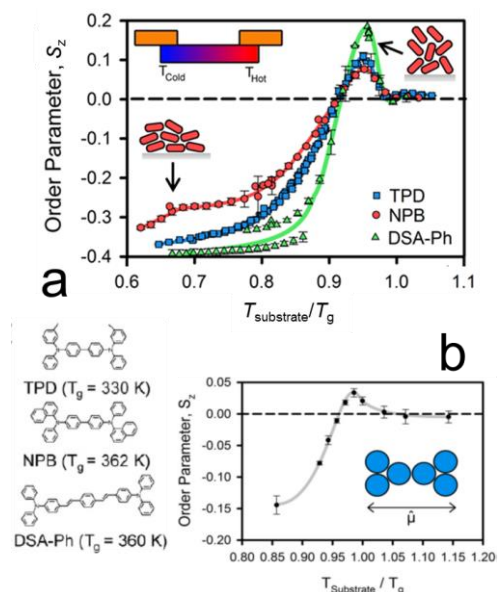 Order Parameter, Sz
0.2
0.1
0.0
-0.1
-0.2
-0.3
-0.4
TCold
THot
TPD
NPB
DSA-Ph
0.6 0.7 0.8 0.9 1.0 1.1
Tsubstrate/Tg
a
TPD (Tg = 330 K)
NPB (Tg = 362 K)
DSA-Ph (Tg = 360 K)
b
Order Parameter, Sz
0.05
0.00
-0.05
-0.10
-0.15
-0.20
μ̂
0.80 0.85 0.90 0.95 1.00 1.05 1.10 1.15 1.20
TSubstrate / Tg